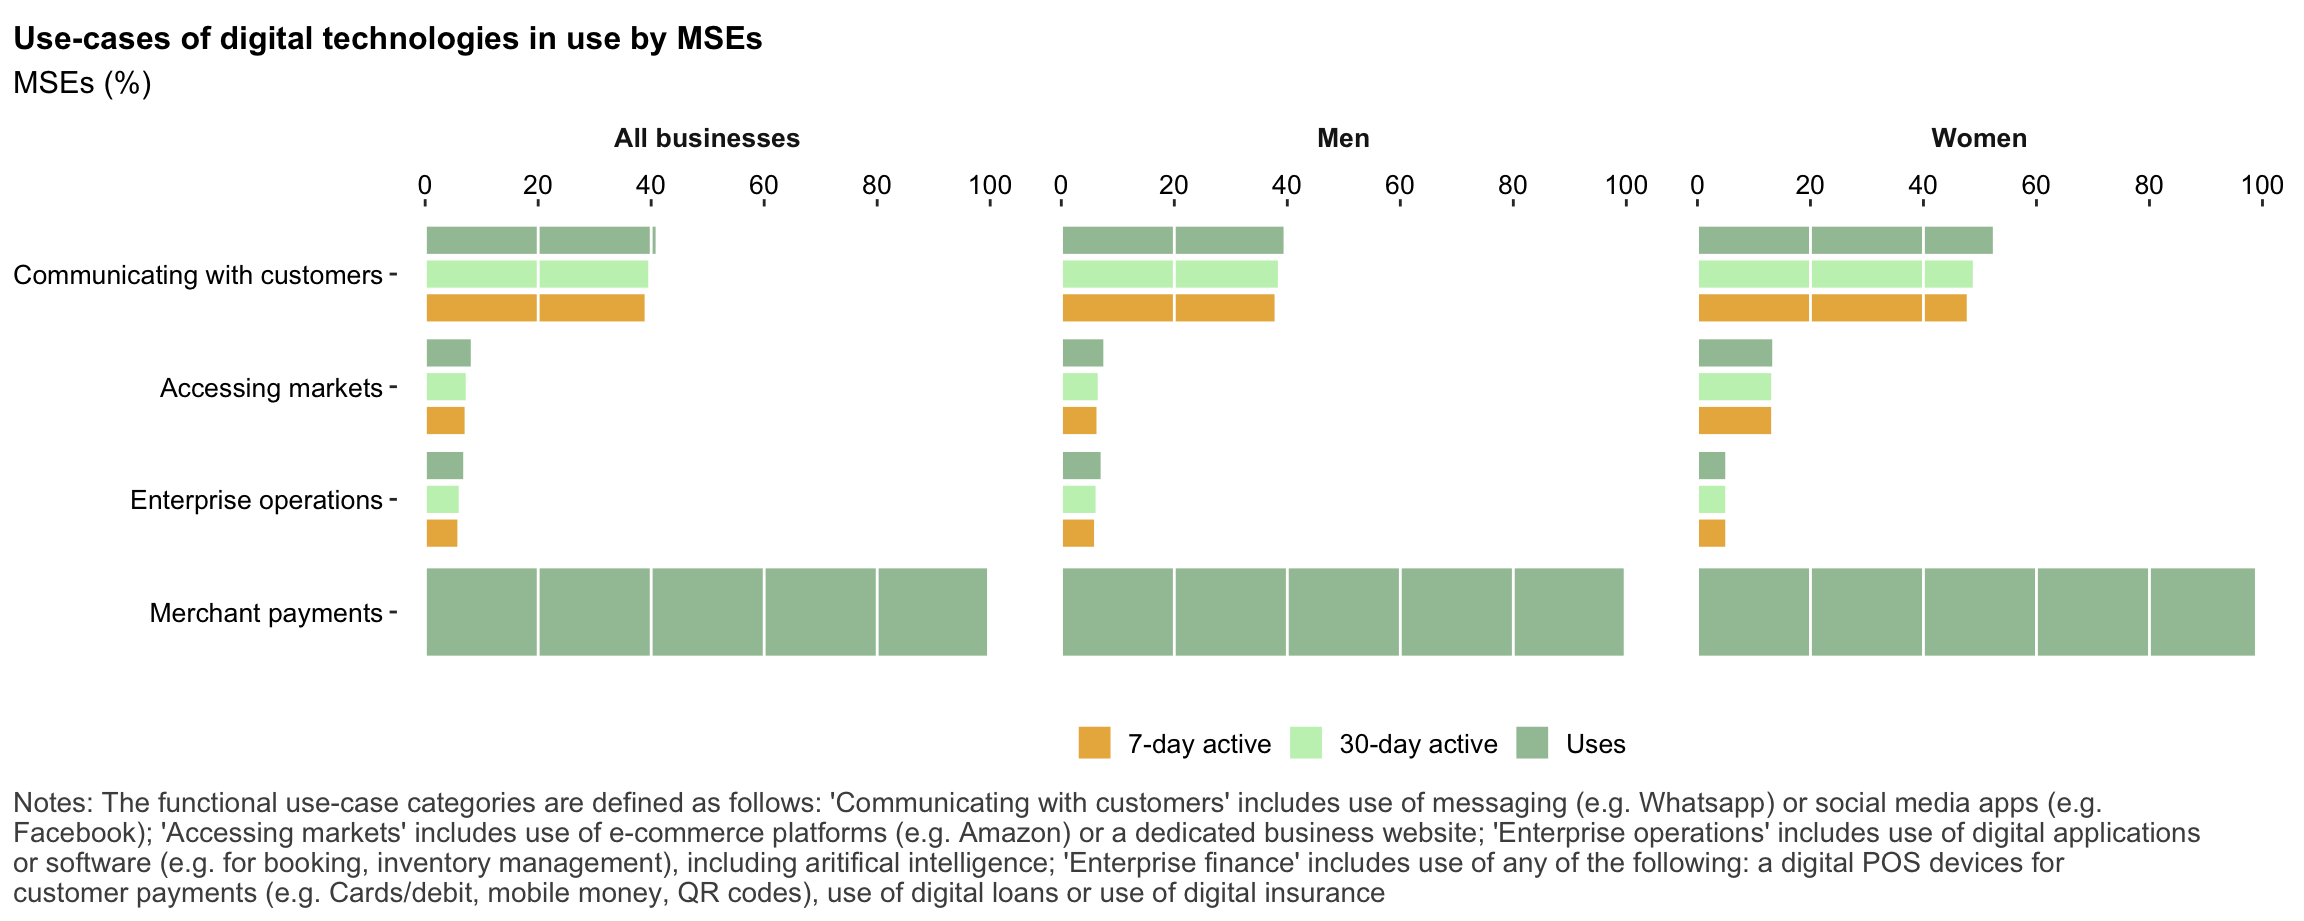 Use-cases of digital technologies in use by MSEs
MSEs (%)
All businesses Men Women
0 20 40 60 80 100 0 20 40 60 80 100 0 20 40 60 80 100
Communicating with customers
Accessing markets
Enterprise operations
Merchant payments
7-day active 30-day active Uses
Notes: The functional use-case categories are defined as follows: 'Communicating with customers' includes use of messaging (e.g. Whatsapp) or social media apps (e.g.
Facebook); 'Accessing markets' includes use of e-commerce platforms (e.g. Amazon) or a dedicated business website; 'Enterprise operations' includes use of digital applications
or software (e.g. for booking, inventory management), including aritifical intelligence; 'Enterprise finance' includes use of any of the following: a digital POS devices for
customer payments (e.g. Cards/debit, mobile money, QR codes), use of digital loans or use of digital insurance